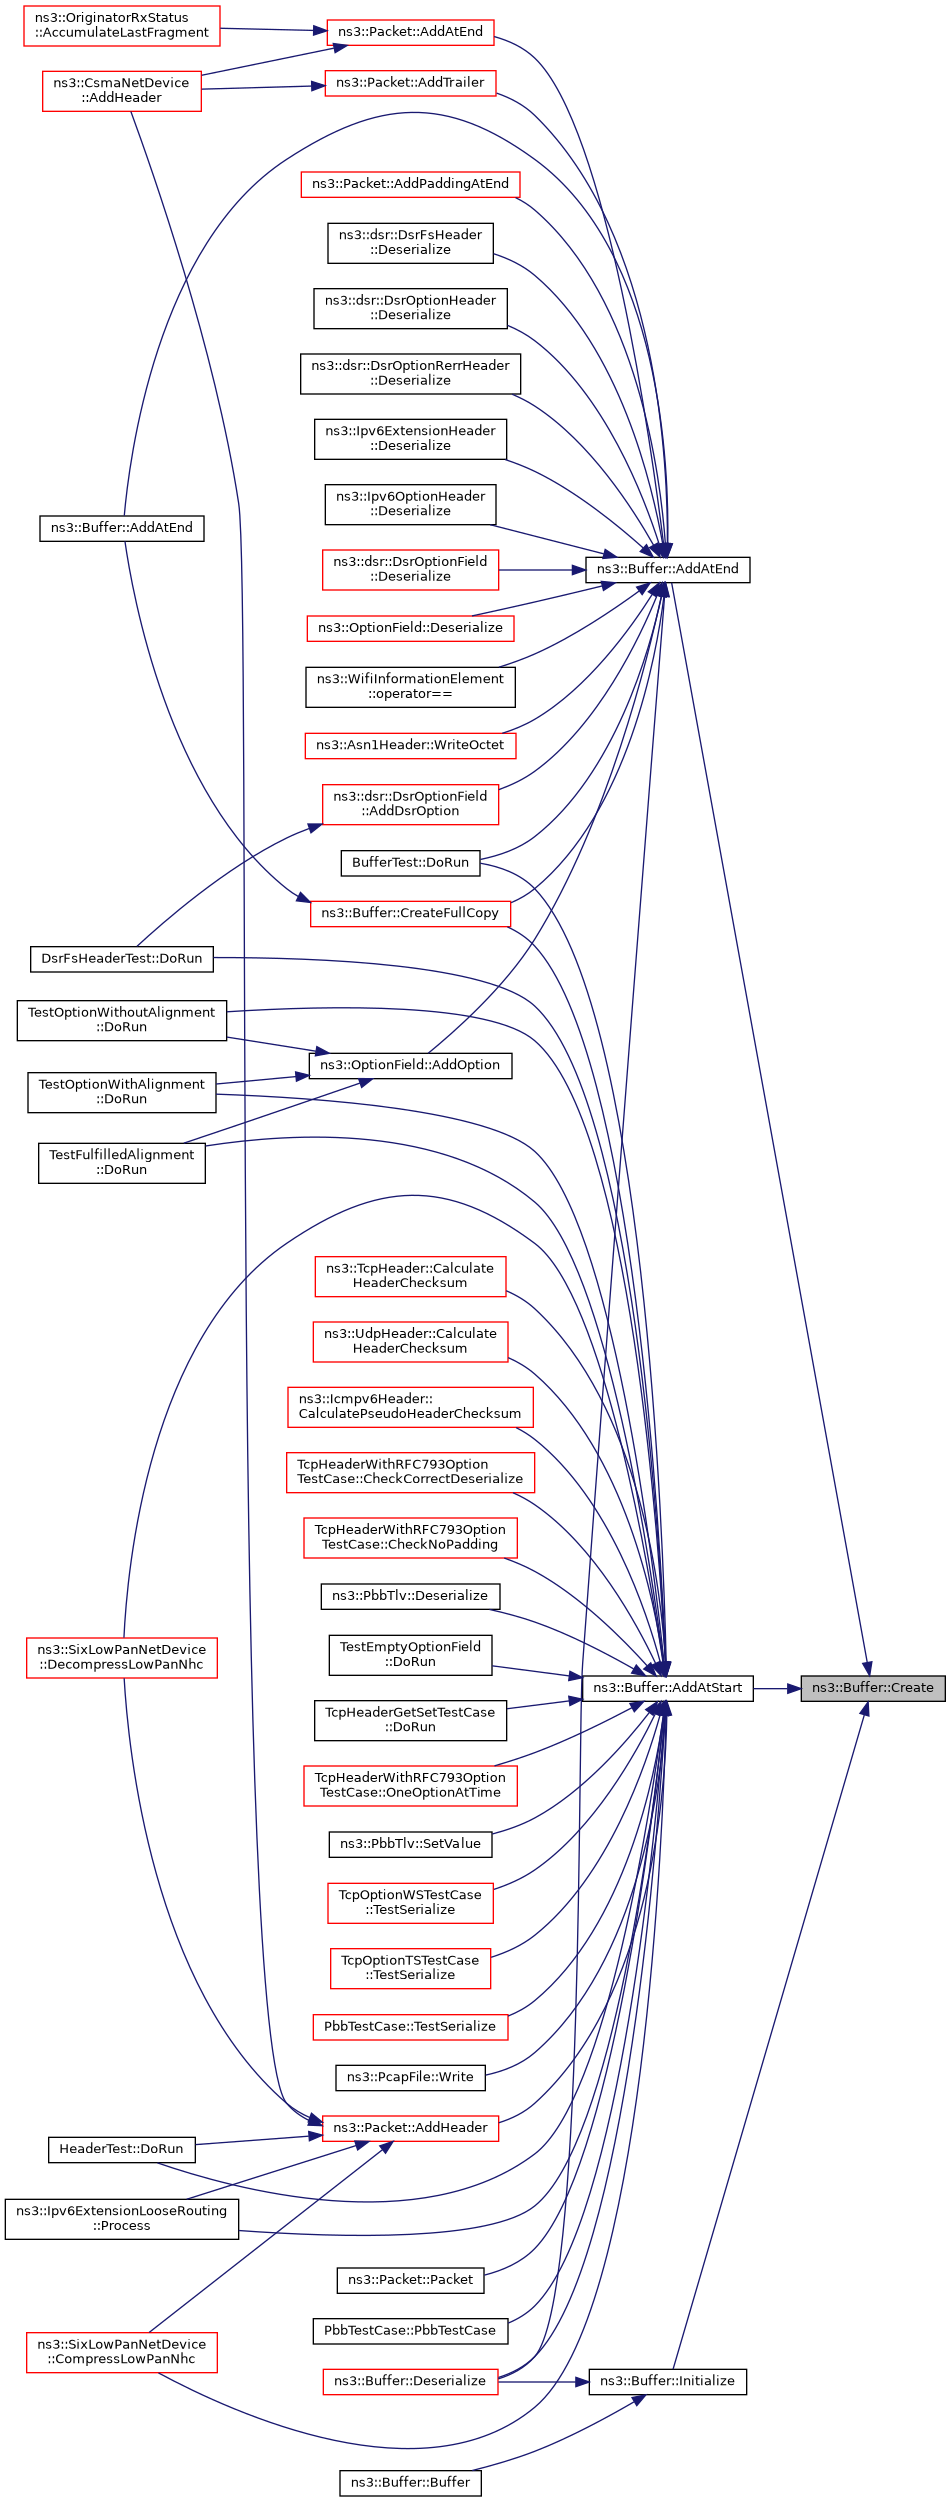 ns3::OriginatorRxStatus
::AccumulateLastFragment
ns3::Packet::AddAtEnd
ns3::CsmaNetDevice
::AddHeader
ns3::Packet::AddTrailer
ns3::Packet::AddPaddingAtEnd
ns3::dsr::DsrFsHeader
::Deserialize
ns3::dsr::DsrOptionHeader
::Deserialize
ns3::dsr::DsrOptionRerrHeader
::Deserialize
ns3::Ipv6ExtensionHeader
::Deserialize
ns3::Ipv6OptionHeader
::Deserialize
ns3::Buffer::AddAtEnd
ns3::dsr::DsrOptionField
::Deserialize
ns3::Buffer::AddAtEnd
ns3::OptionField::Deserialize
ns3::WifiInformationElement
::operator==
ns3::Asn1Header::WriteOctet
ns3::dsr::DsrOptionField
::AddDsrOption
BufferTest::DoRun
ns3::Buffer::CreateFullCopy
DsrFsHeaderTest::DoRun
TestOptionWithoutAlignment
::DoRun
ns3::OptionField::AddOption
TestOptionWithAlignment
::DoRun
TestFulfilledAlignment
::DoRun
ns3::TcpHeader::Calculate
HeaderChecksum
ns3::UdpHeader::Calculate
HeaderChecksum
ns3::Icmpv6Header::
CalculatePseudoHeaderChecksum
TcpHeaderWithRFC793Option
TestCase::CheckCorrectDeserialize
TcpHeaderWithRFC793Option
TestCase::CheckNoPadding
ns3::PbbTlv::Deserialize
ns3::SixLowPanNetDevice
::DecompressLowPanNhc
TestEmptyOptionField
::DoRun
ns3::Buffer::AddAtStart
ns3::Buffer::Create
TcpHeaderGetSetTestCase
::DoRun
TcpHeaderWithRFC793Option
TestCase::OneOptionAtTime
ns3::PbbTlv::SetValue
TcpOptionWSTestCase
::TestSerialize
TcpOptionTSTestCase
::TestSerialize
PbbTestCase::TestSerialize
ns3::PcapFile::Write
ns3::Packet::AddHeader
HeaderTest::DoRun
ns3::Ipv6ExtensionLooseRouting
::Process
ns3::Packet::Packet
PbbTestCase::PbbTestCase
ns3::SixLowPanNetDevice
::CompressLowPanNhc
ns3::Buffer::Deserialize
ns3::Buffer::Initialize
ns3::Buffer::Buffer